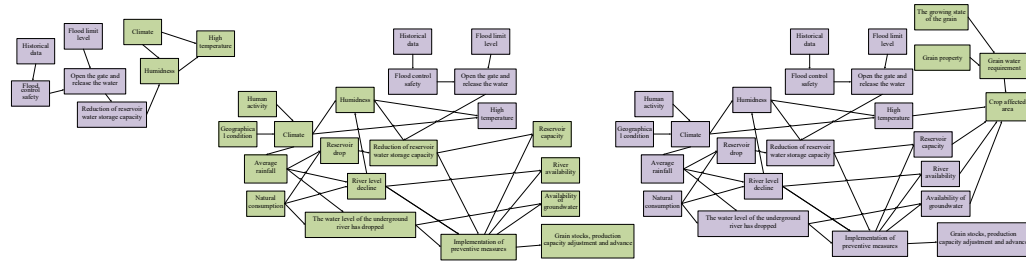 Historical
data
Flood limit
level
Flood
control
safety
Open the gate and
release the water
Reduction of reservoir
water storage capacity
Climate
High
temperature
Humidness
Historical
data
Flood limit
level
Flood control
safety
Open the gate and
release the water
Human
activity
Humidness
High
temperature
Geographica
l condition
Climate
Reservoir
drop
Reduction of reservoir
water storage capacity
Reservoir
capacity
Average
rainfall
River level
decline
River
availability
Natural
consumption
Availability
of
groundwater
The water level of the underground
river has dropped
Implementation of
preventive measures
Grain stocks, production
capacity adjustment and advance
The growing state
of the grain
Historical
data
Flood limit
level
Grain property
Grain water
requirement
Flood control
safety
Open the gate and
release the water
Human
activity
Humidness
High
temperature
Crop affected
area
Geographica
l condition
Climate
Reservoir
drop
Reduction of reservoir
water storage capacity
Reservoir
capacity
Average
rainfall
River level
decline
River
availability
Natural
consumption
Availability of
groundwater
The water level of the underground
river has dropped
Implementation of
preventive measures
Grain stocks, production
capacity adjustment and advance